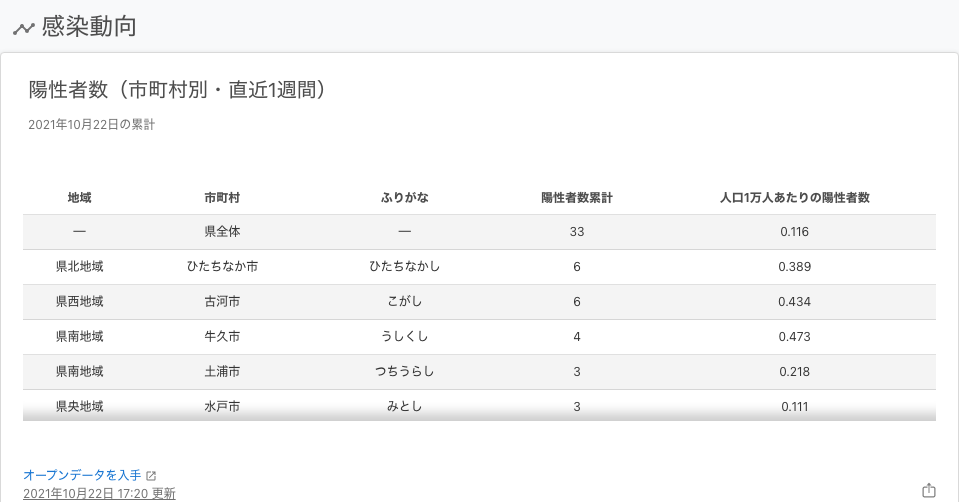 感染動向
陽性者数（市町村別・直近1週間）
2021年10月22日の累計
地域 市町村 ふりがな 陽性者数累計 人口1万人あたりの陽性者数
— 県全体 — 33 0.116
県北地域 ひたちなか市 ひたちなかし 6 0.389
県西地域 古河市 こがし 6 0.434
県南地域 牛久市 うしくし 4 0.473
県南地域 土浦市 つちうらし 3 0.218
県央地域 水戸市 みとし 3 0.111
オープンデータを入手
2021年10月22日 17:20 更新